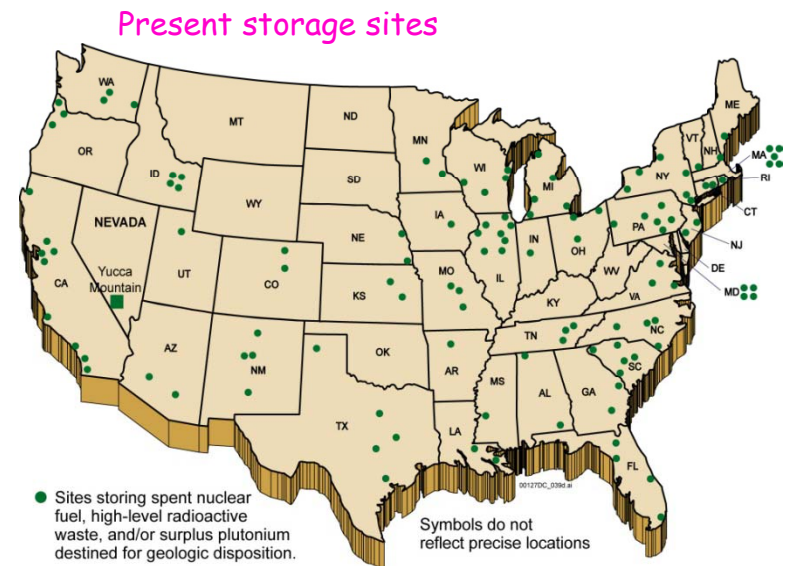 Present storage sites
WA
MT
ND
MN
ME
VT
NH
OR
ID
SD
WI
MI
NY
MA
RI
CT
WY
IA
PA
NJ
NEVADA
NE
IL
IN
OH
DE
UT
CO
WV
MD
Yucca
Mountain
CA
KS
MO
KY
VA
NC
TN
AZ
NM
OK
AR
SC
MS
AL
GA
TX
LA
FL
00127DC_039d.ai
Sites storing spent nuclear
fuel, high-level radioactive
waste, and/or surplus plutonium
destined for geologic disposition.
Symbols do not
reflect precise locations